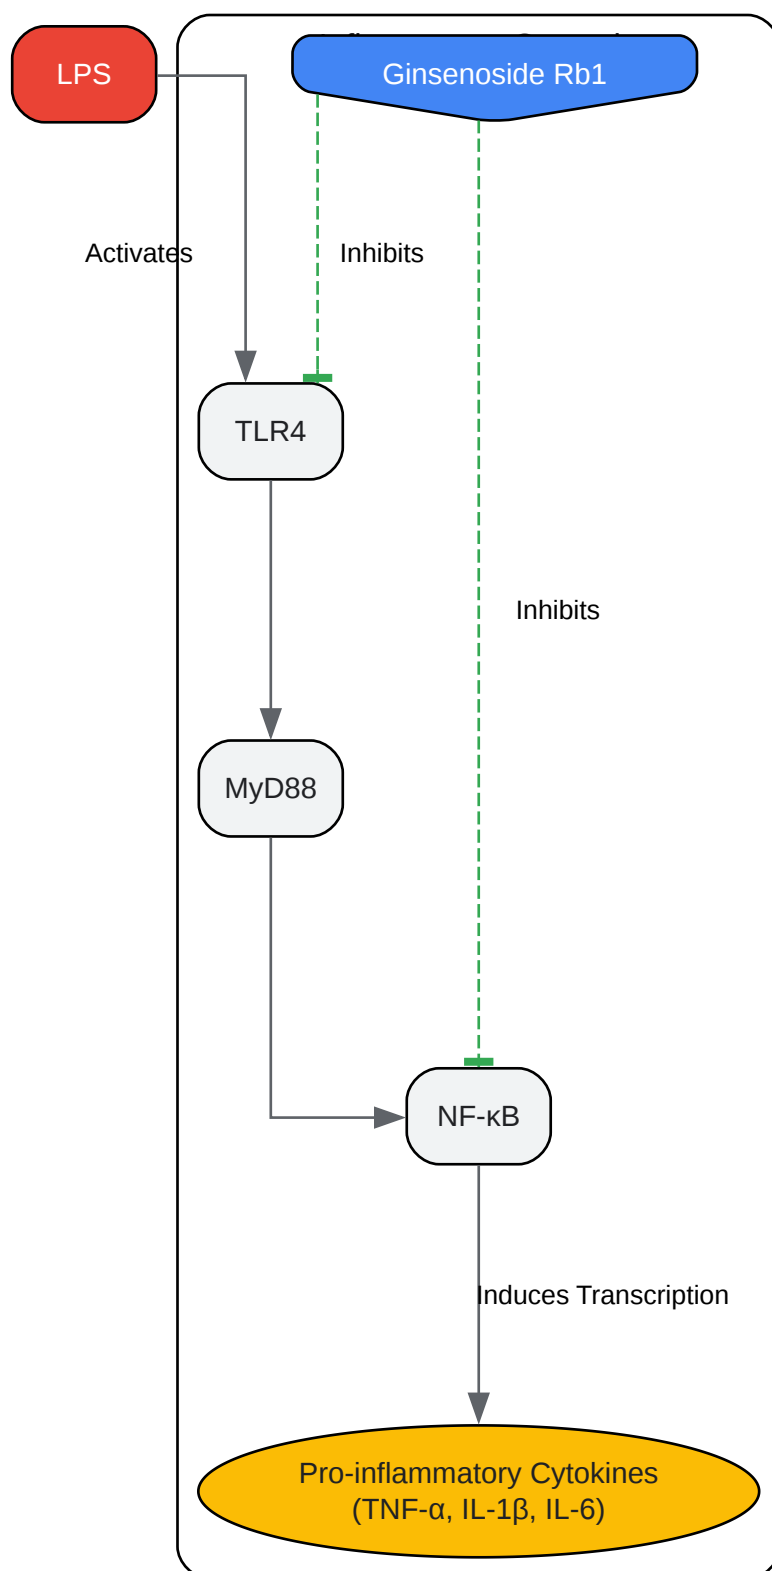 LPS
Ginsenoside Rb1
Activates
Inhibits
TLR4
Inhibits
MyD88
NF-κB
Induces Transcription
Pro-inflammatory Cytokines
(TNF-α, IL-1β, IL-6)